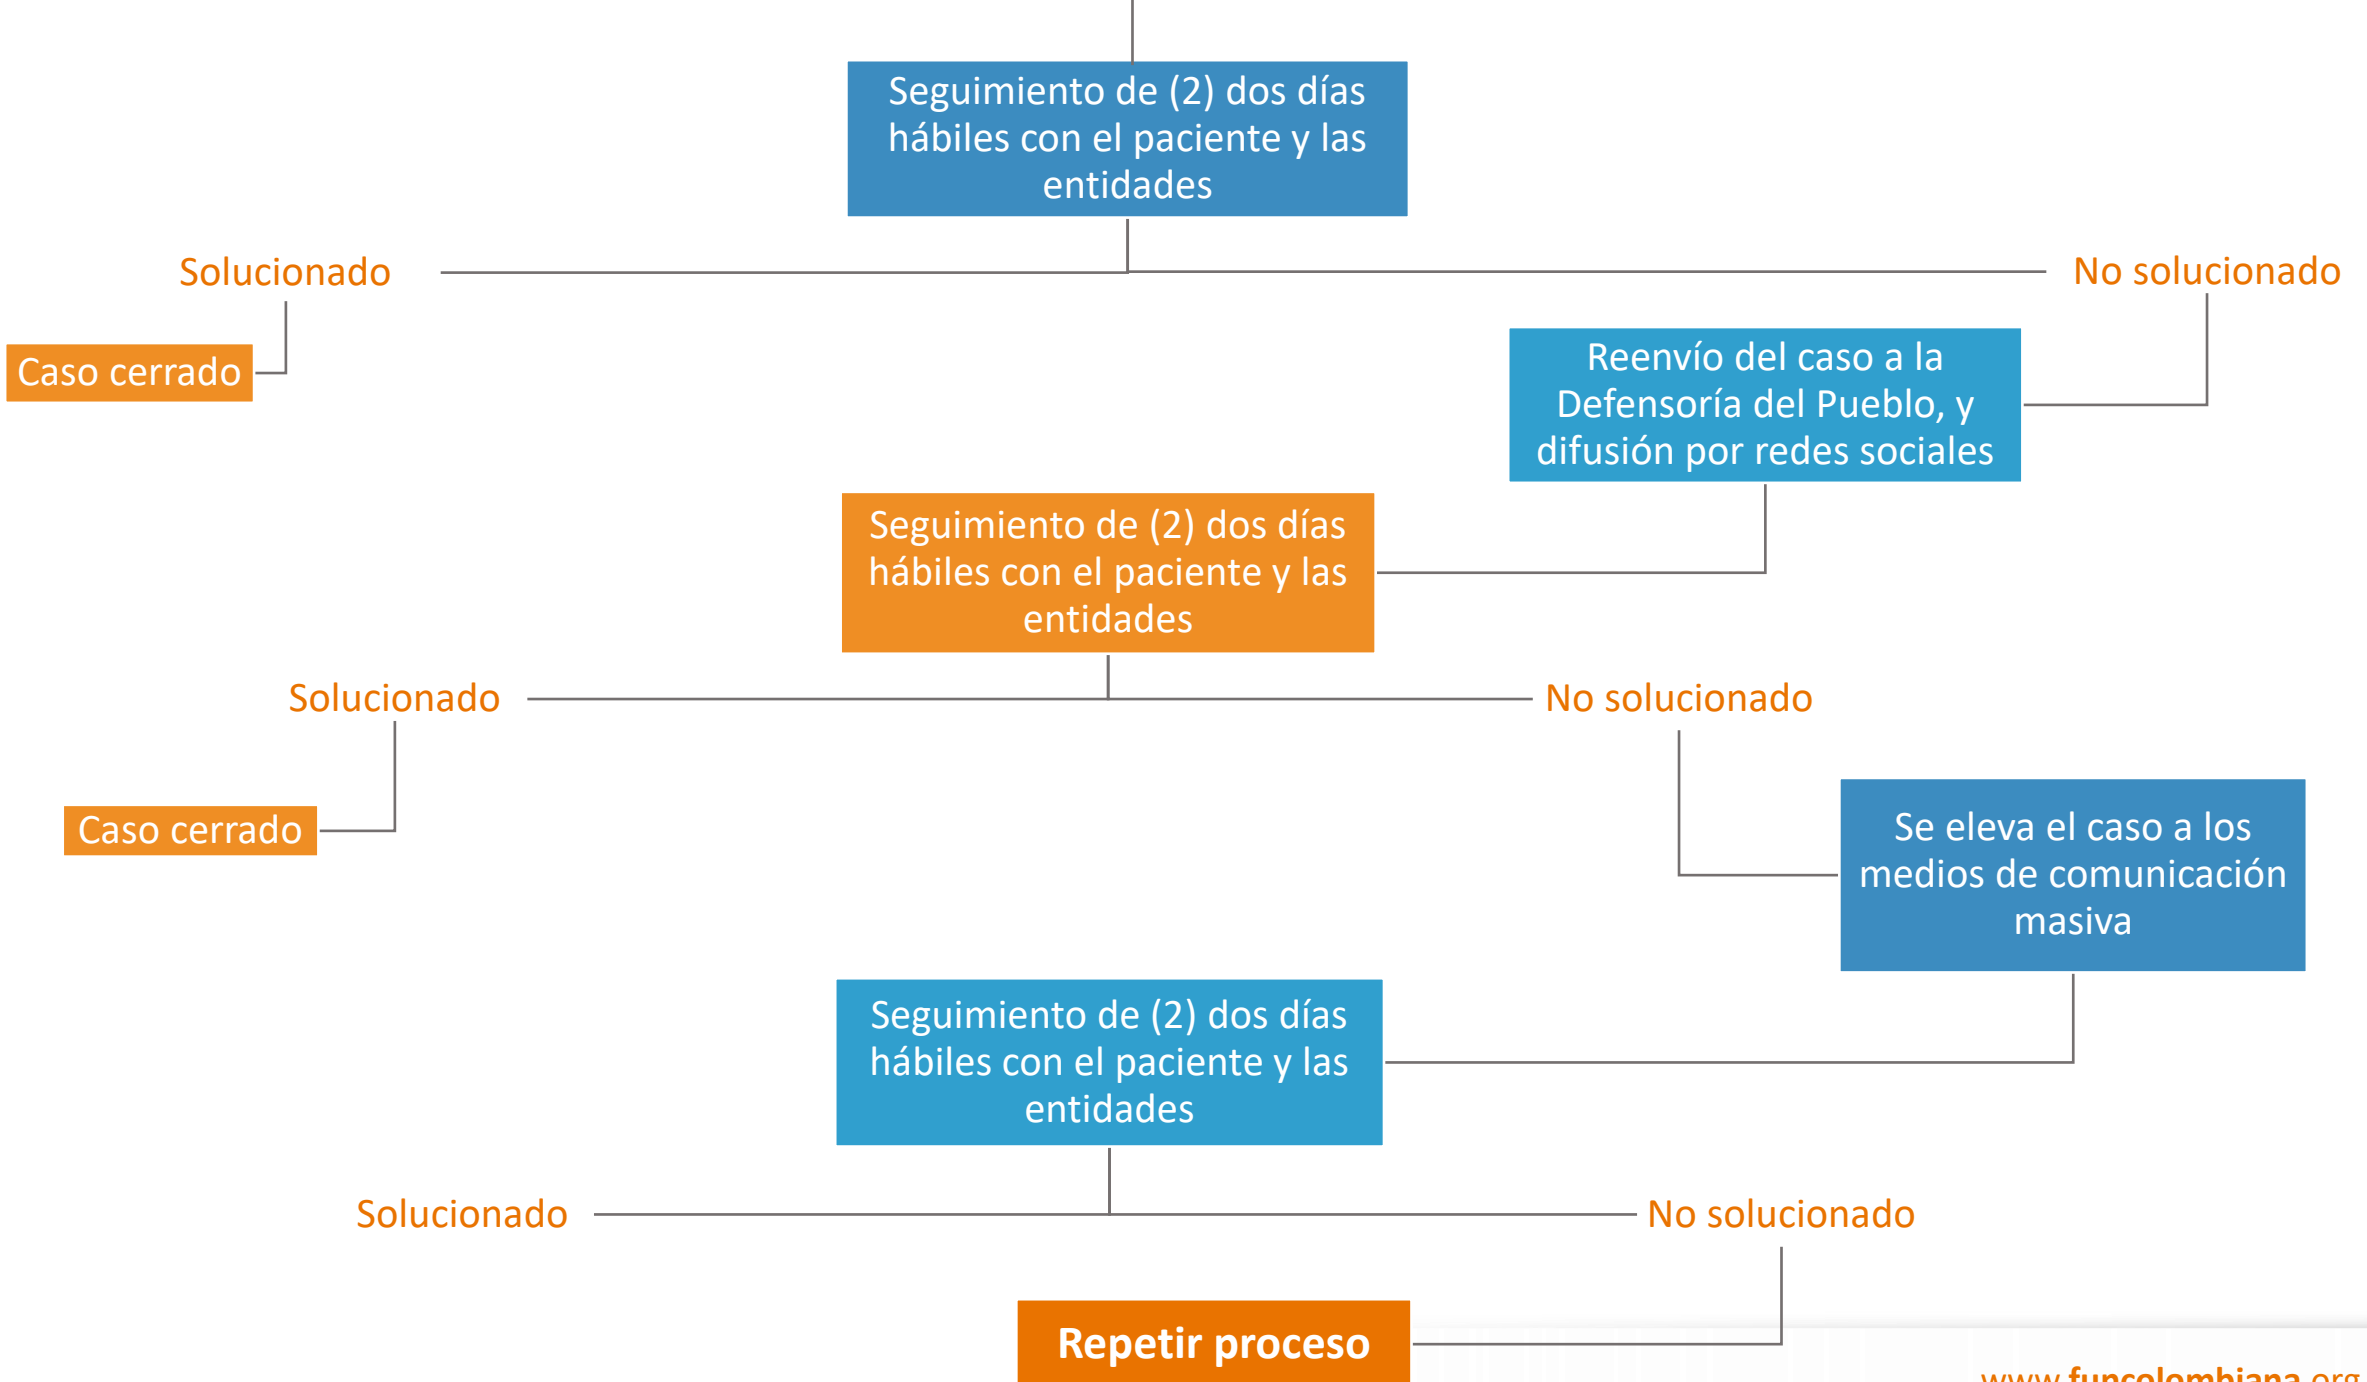 Seguimiento de (2) dos días
hábiles con el paciente y las
entidades
Solucionado
No solucionado
Caso cerrado
Reenvío del caso a la
Defensoría del Pueblo, y
difusión por redes sociales
Seguimiento de (2) dos días
hábiles con el paciente y las
entidades
Solucionado
No solucionado
Caso cerrado
Se eleva el caso a los
medios de comunicación
masiva
Seguimiento de (2) dos días
hábiles con el paciente y las
entidades
Solucionado
No solucionado
Repetir proceso
www.funcolombiana.org